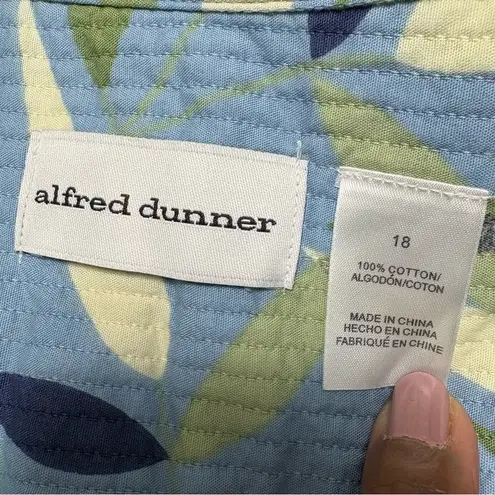 alfred dunner
18
100% COTTON/
ALGODÓN/COTON
MADE IN CHINA
HECHO EN CHINA
FABRIQUÉ EN CHINE